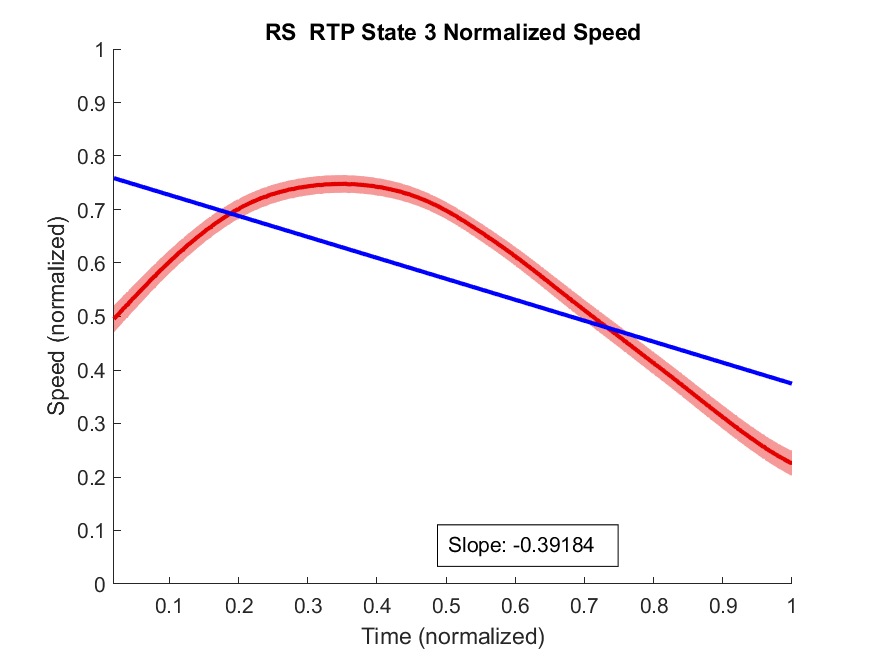 RS  RTP State 3 Normalized Speed
1
0.9
0.8
0.7
0.6
0.5
0.4
0.3
0.2
0.1
0
Speed (normalized)
Slope: -0.39184
0.1 0.2 0.3 0.4 0.5 0.6 0.7 0.8 0.9 1
Time (normalized)